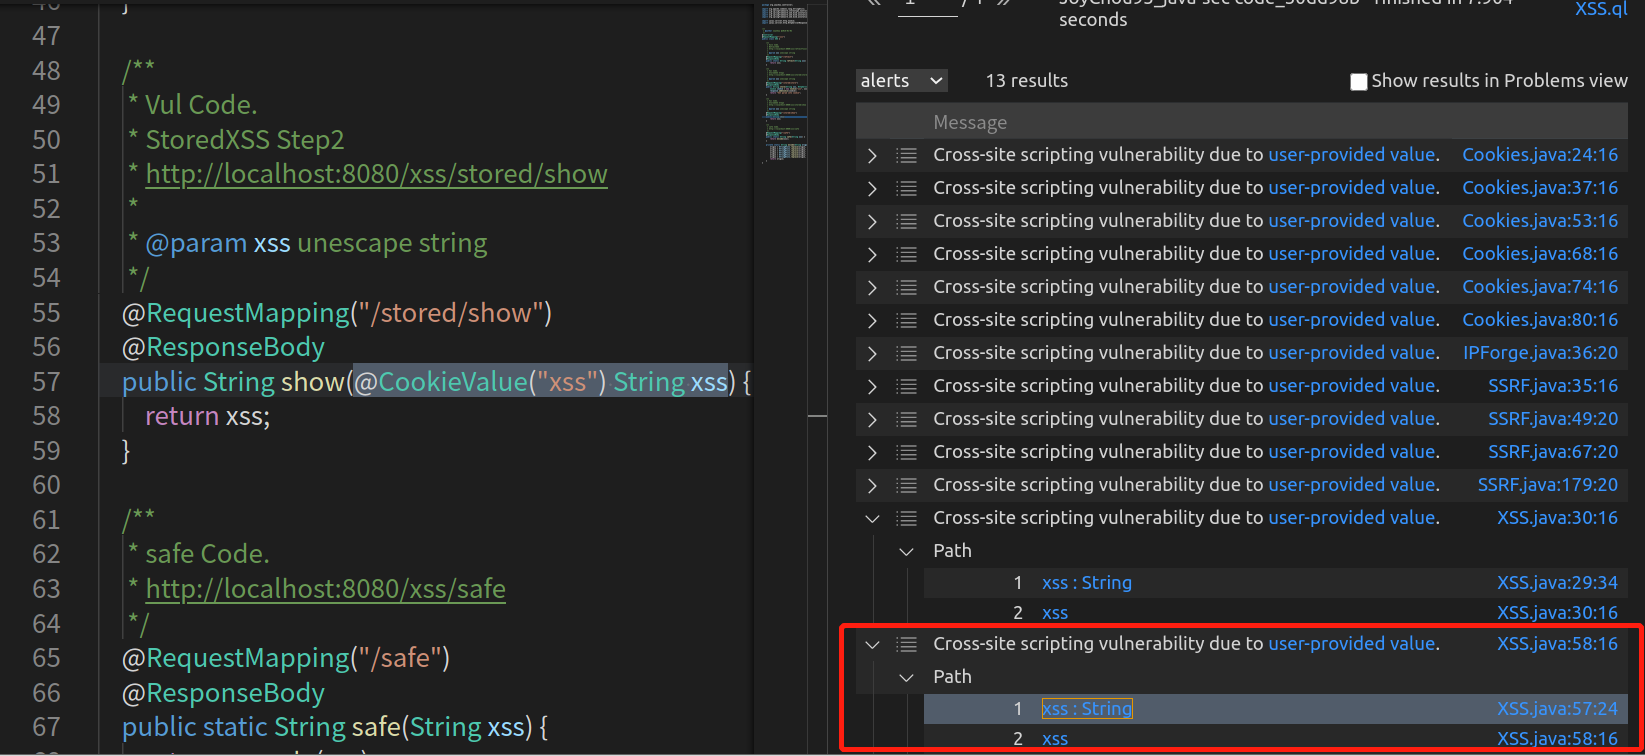 47
48 /**
49 * Vul Code.
50 * StoredXSS Step2
51 * http://localhost:8080/xss/stored/show
52 *
53 * @param xss unescape string
54 */
55 @RequestMapping("/stored/show")
56 @ResponseBody
57 public String show(@CookieValue("xss") String xss) {
58 return xss;
59 }
60
61 /**
62 * safe Code.
63 * http://localhost:8080/xss/safe
64 */
65 @RequestMapping("/safe")
66 @ResponseBody
67 public static String safe(String xss) {
seconds
XSS.ql
alerts 13 results Show results in Problems view
Message
Cross-site scripting vulnerability due to user-provided value. Cookies.java:24:16
Cross-site scripting vulnerability due to user-provided value. Cookies.java:37:16
Cross-site scripting vulnerability due to user-provided value. Cookies.java:53:16
Cross-site scripting vulnerability due to user-provided value. Cookies.java:68:16
Cross-site scripting vulnerability due to user-provided value. Cookies.java:74:16
Cross-site scripting vulnerability due to user-provided value. Cookies.java:80:16
Cross-site scripting vulnerability due to user-provided value. IPForge.java:36:20
Cross-site scripting vulnerability due to user-provided value. SSRF.java:35:16
Cross-site scripting vulnerability due to user-provided value. SSRF.java:49:20
Cross-site scripting vulnerability due to user-provided value. SSRF.java:67:20
Cross-site scripting vulnerability due to user-provided value. SSRF.java:179:20
Cross-site scripting vulnerability due to user-provided value. XSS.java:30:16
Path
1 xss : String XSS.java:29:34
2 xss XSS.java:30:16
Cross-site scripting vulnerability due to user-provided value. XSS.java:58:16
Path
1 xss : String XSS.java:57:24
2 xss XSS.java:58:16